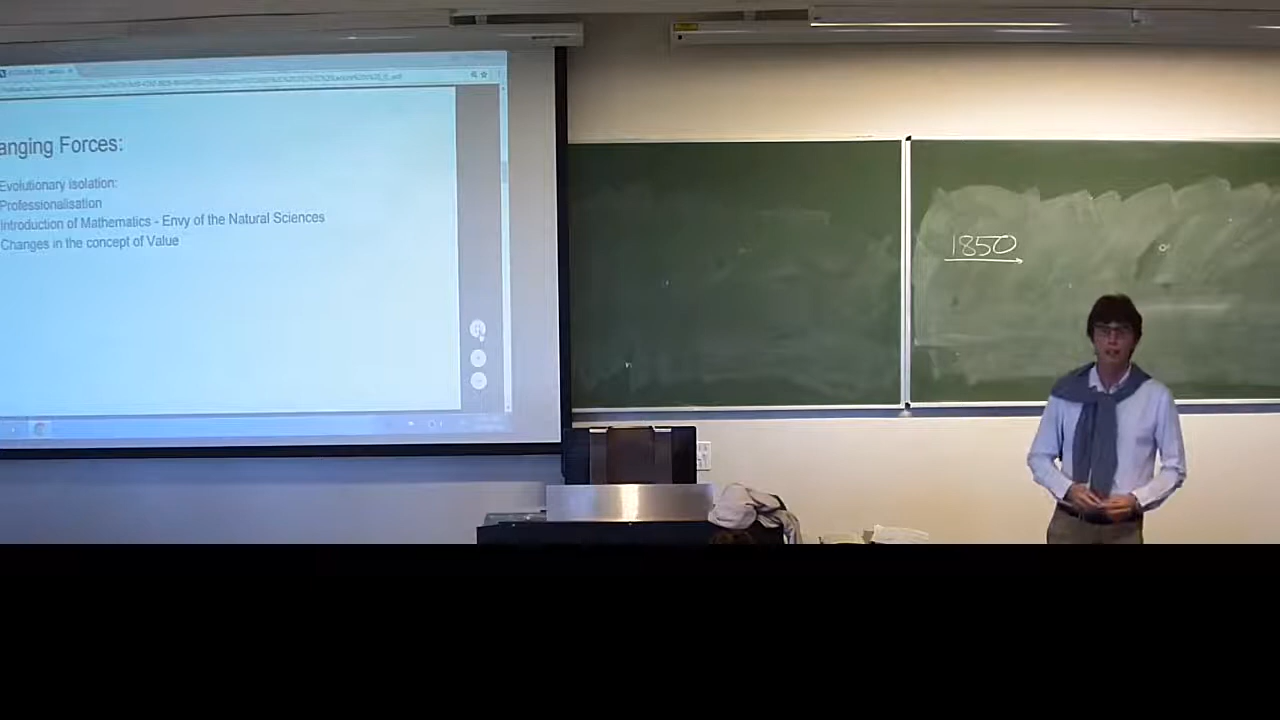 anging Forces:
Evolutionary isolation:
Professionalisation
Introduction of Mathematics - Envy of the Natural Sciences
Changes in the concept of Value
1850